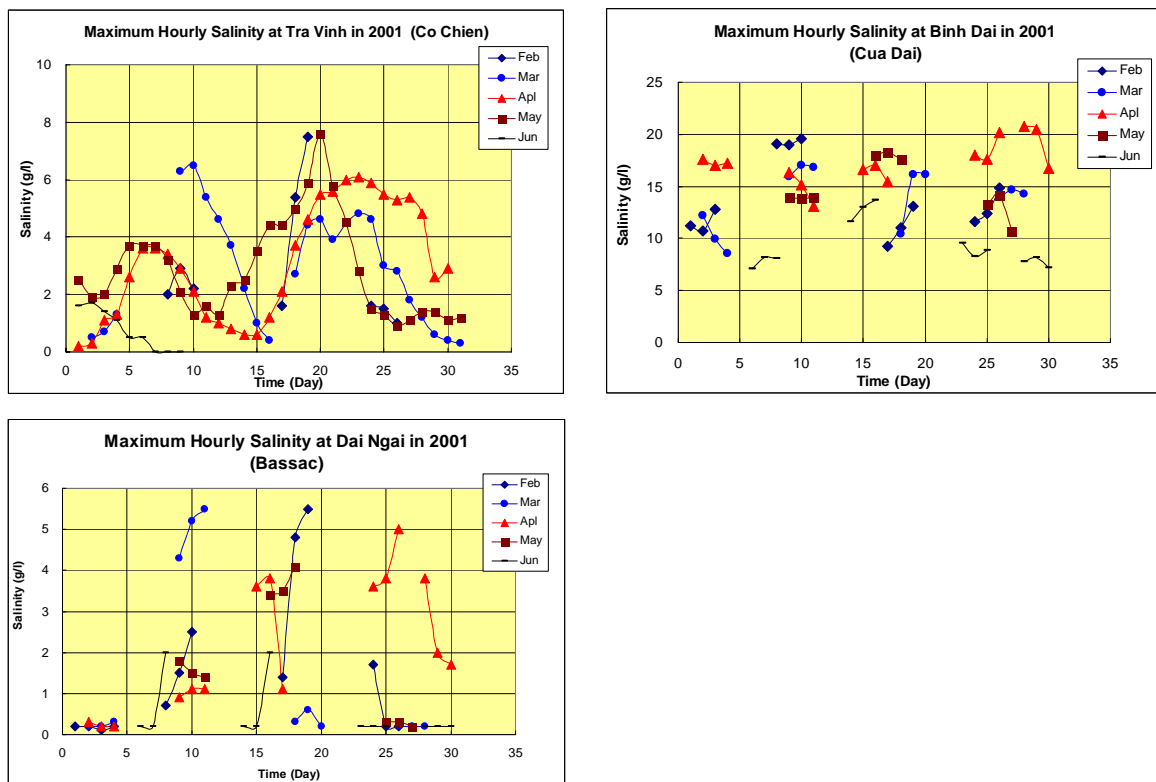 Maximum Hourly Salinity at Tra Vinh in 2001 (Co Chien)
Salinity (g/l)
10
8
6
4
2
0
0 5 10 15 20 25 30 35
Time (Day)
Feb
Mar
Apl
May
Jun
Maximum Hourly Salinity at Binh Dai in 2001
(Cua Dai)
Salinity (g/l)
25
20
15
10
5
0
0 5 10 15 20 25 30 35
Time (Day)
Feb
Mar
Apl
May
Jun
Maximum Hourly Salinity at Dai Ngai in 2001
(Bassac)
Salinity (g/l)
6
5
4
3
2
1
0
0 5 10 15 20 25 30 35
Time (Day)
Feb
Mar
Apl
May
Jun